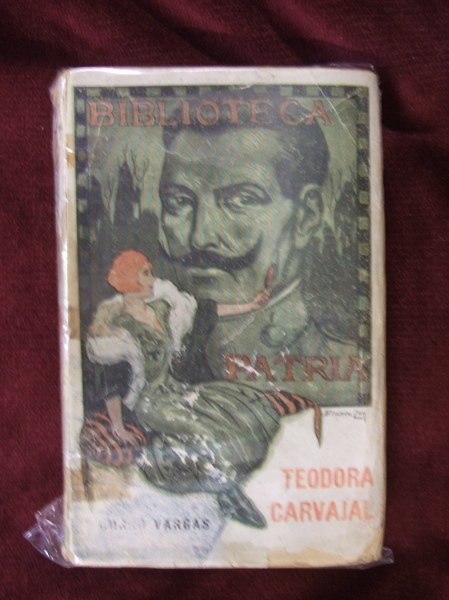 BIBLIOTECA
PATRIA
TEODORA
CARVAJAL
VARGAS